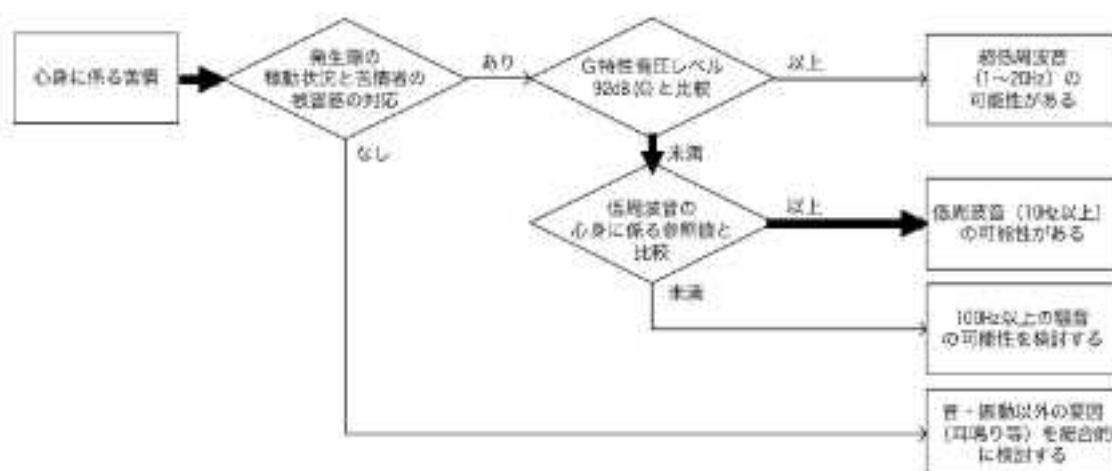 心身に係る苦情
発生源の
稼動状況と苦情者の
被害感の対応
あり
なし
G特性音圧レベル
92dB(G)と比較
以上
未満
超低周波音
(1〜20Hz)の
可能性がある
低周波音の
心身に係る参照値と
比較
以上
未満
低周波音(10Hz以上)
の可能性がある
100Hz以上の騒音
の可能性を検討する
音・振動以外の要因
(耳鳴り等)を総合的
に検討する